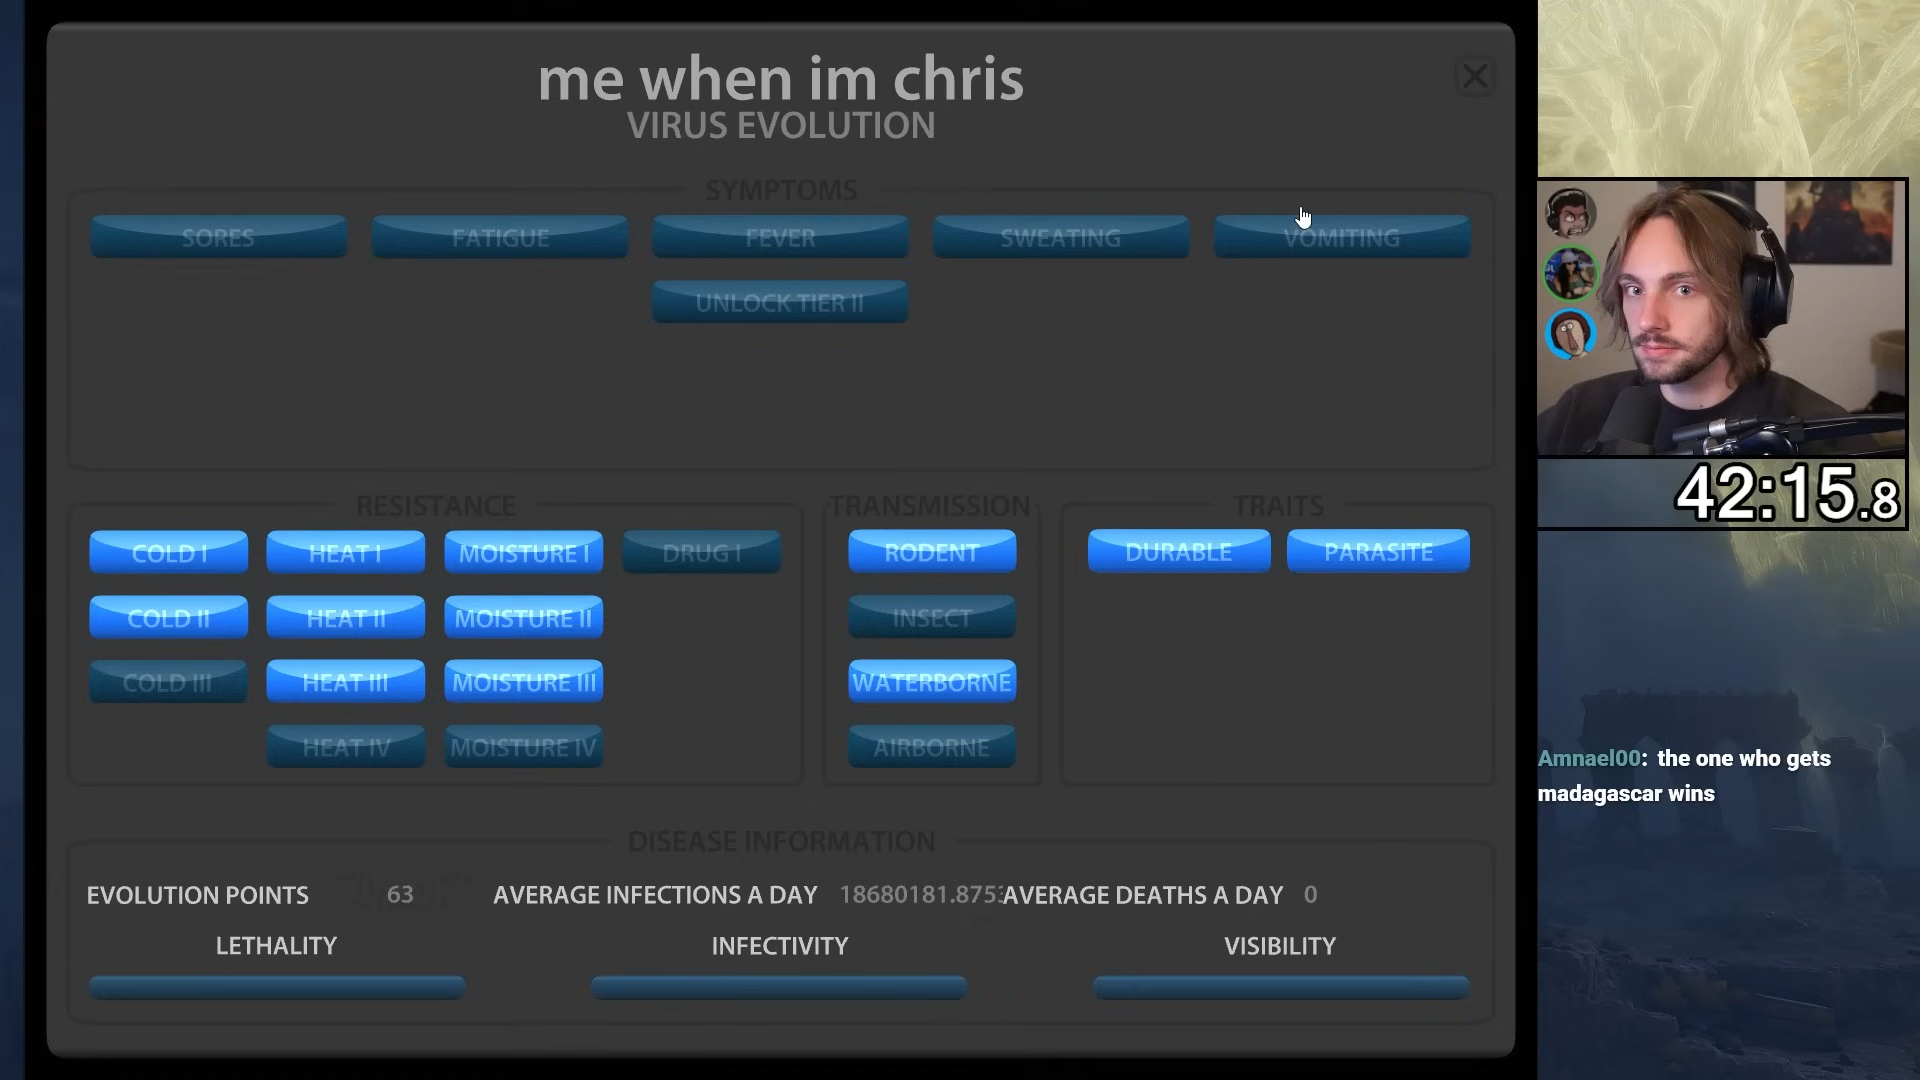 me when im chris
VIRUS EVOLUTION
SYMPTOMS
SORES
FATIGUE
FEVER
SWEATING
VOMITING
UNLOCK TIER II
RESISTANCE
COLD I
HEAT I
MOISTURE I
DRUG I
COLD II
HEAT II
MOISTURE II
COLD III
HEAT III
MOISTURE III
HEAT IV
MOISTURE IV
TRANSMISSION
RODENT
INSECT
WATERBORNE
AIRBORNE
TRAITS
DURABLE
PARASITE
DISEASE INFORMATION
EVOLUTION POINTS 63
AVERAGE INFECTIONS A DAY 18680181.875
AVERAGE DEATHS A DAY 0
LETHALITY
INFECTIVITY
VISIBILITY
42:15.8
Amnael00: the one who gets
madagascar wins